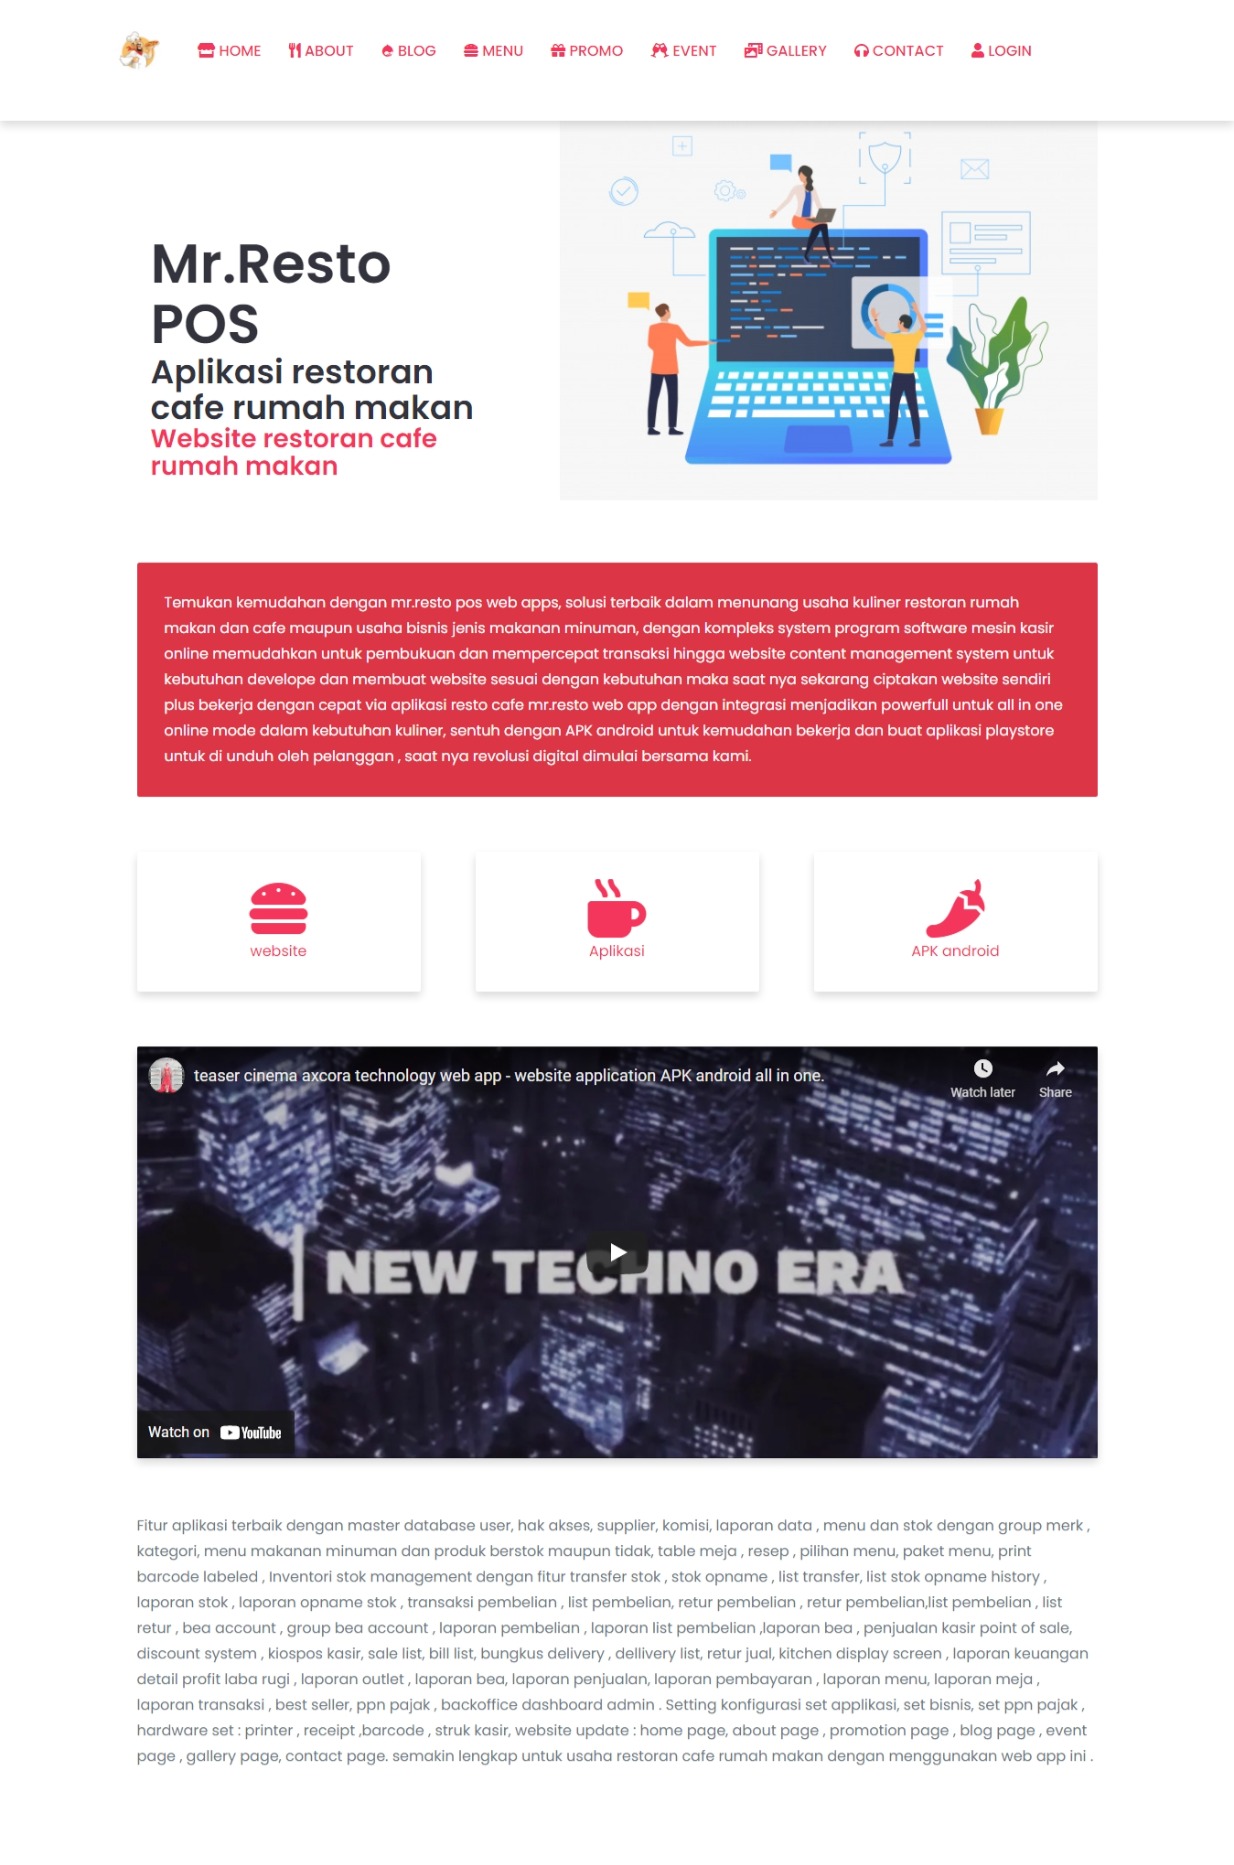 HOME ABOUT BLOG MENU PROMO EVENT GALLERY CONTACT LOGIN
Mr.Resto
POS
Aplikasi restoran
cafe rumah makan
Website restoran cafe
rumah makan
Temukan kemudahan dengan mr.resto pos web apps, solusi terbaik dalam menunang usaha kuliner restoran rumah
makan dan cafe maupun usaha bisnis jenis makanan minuman, dengan kompleks system program software mesin kasir
online memudahkan untuk pembukuan dan mempercepat transaksi hingga website content management system untuk
kebutuhan develope dan membuat website sesuai dengan kebutuhan maka saat nya sekarang ciptakan website sendiri
plus bekerja dengan cepat via aplikasi resto cafe mr.resto web app dengan integrasi menjadikan powerfull untuk all in one
online mode dalam kebutuhan kuliner, sentuh dengan APK android untuk kemudahan bekerja dan buat aplikasi playstore
untuk di unduh oleh pelanggan , saat nya revolusi digital dimulai bersama kami.
website
Aplikasi
APK android
teaser cinema axcora technology web app - website application APK android all in one.
Watch later
Share
NEW TECHNO ERA
Watch on YouTube
Fitur aplikasi terbaik dengan master database user, hak akses, supplier, komisi, laporan data , menu dan stok dengan group merk ,
kategori, menu makanan minuman dan produk berstok maupun tidak, table meja , resep , pilihan menu, paket menu, print
barcode labeled , Inventori stok management dengan fitur transfer stok , stok opname , list transfer, list stok opname history ,
laporan stok , laporan opname stok , transaksi pembelian , list pembelian, retur pembelian , retur pembelian,list pembelian , list
retur , bea account , group bea account , laporan pembelian , laporan list pembelian ,laporan bea , penjualan kasir point of sale,
discount system , kiospos kasir, sale list, bill list, bungkus delivery , dellivery list, retur jual, kitchen display screen , laporan keuangan
detail profit laba rugi , laporan outlet , laporan bea, laporan penjualan, laporan pembayaran , laporan menu, laporan meja ,
laporan transaksi , best seller, ppn pajak , backoffice dashboard admin . Setting konfigurasi set applikasi, set bisnis, set ppn pajak ,
hardware set : printer , receipt ,barcode , struk kasir, website update : home page, about page , promotion page , blog page , event
page , gallery page, contact page. semakin lengkap untuk usaha restoran cafe rumah makan dengan menggunakan web app ini .